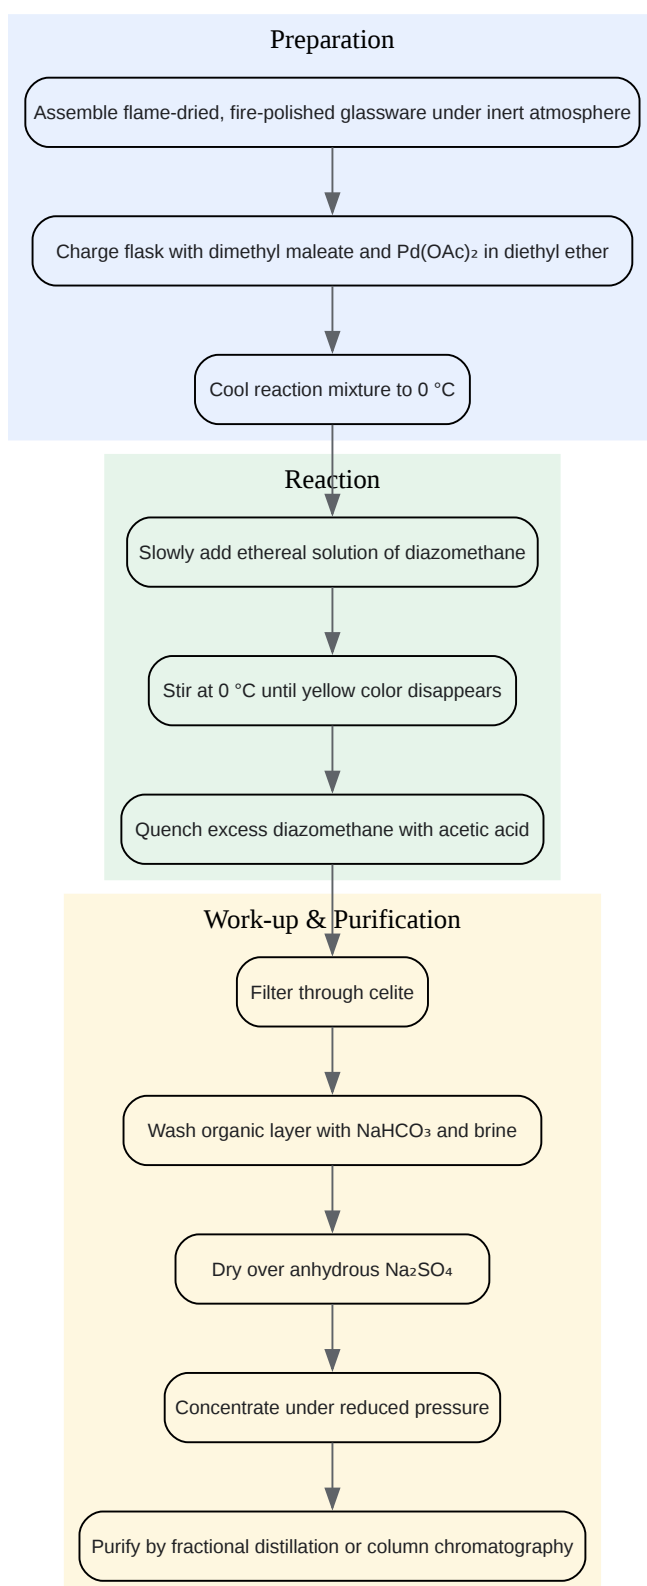 Preparation
Assemble flame-dried, fire-polished glassware under inert atmosphere
Charge flask with dimethyl maleate and Pd(OAc)₂ in diethyl ether
Cool reaction mixture to 0 °C
Reaction
Slowly add ethereal solution of diazomethane
Stir at 0 °C until yellow color disappears
Quench excess diazomethane with acetic acid
Work-up & Purification
Filter through celite
Wash organic layer with NaHCO₃ and brine
Dry over anhydrous Na₂SO₄
Concentrate under reduced pressure
Purify by fractional distillation or column chromatography